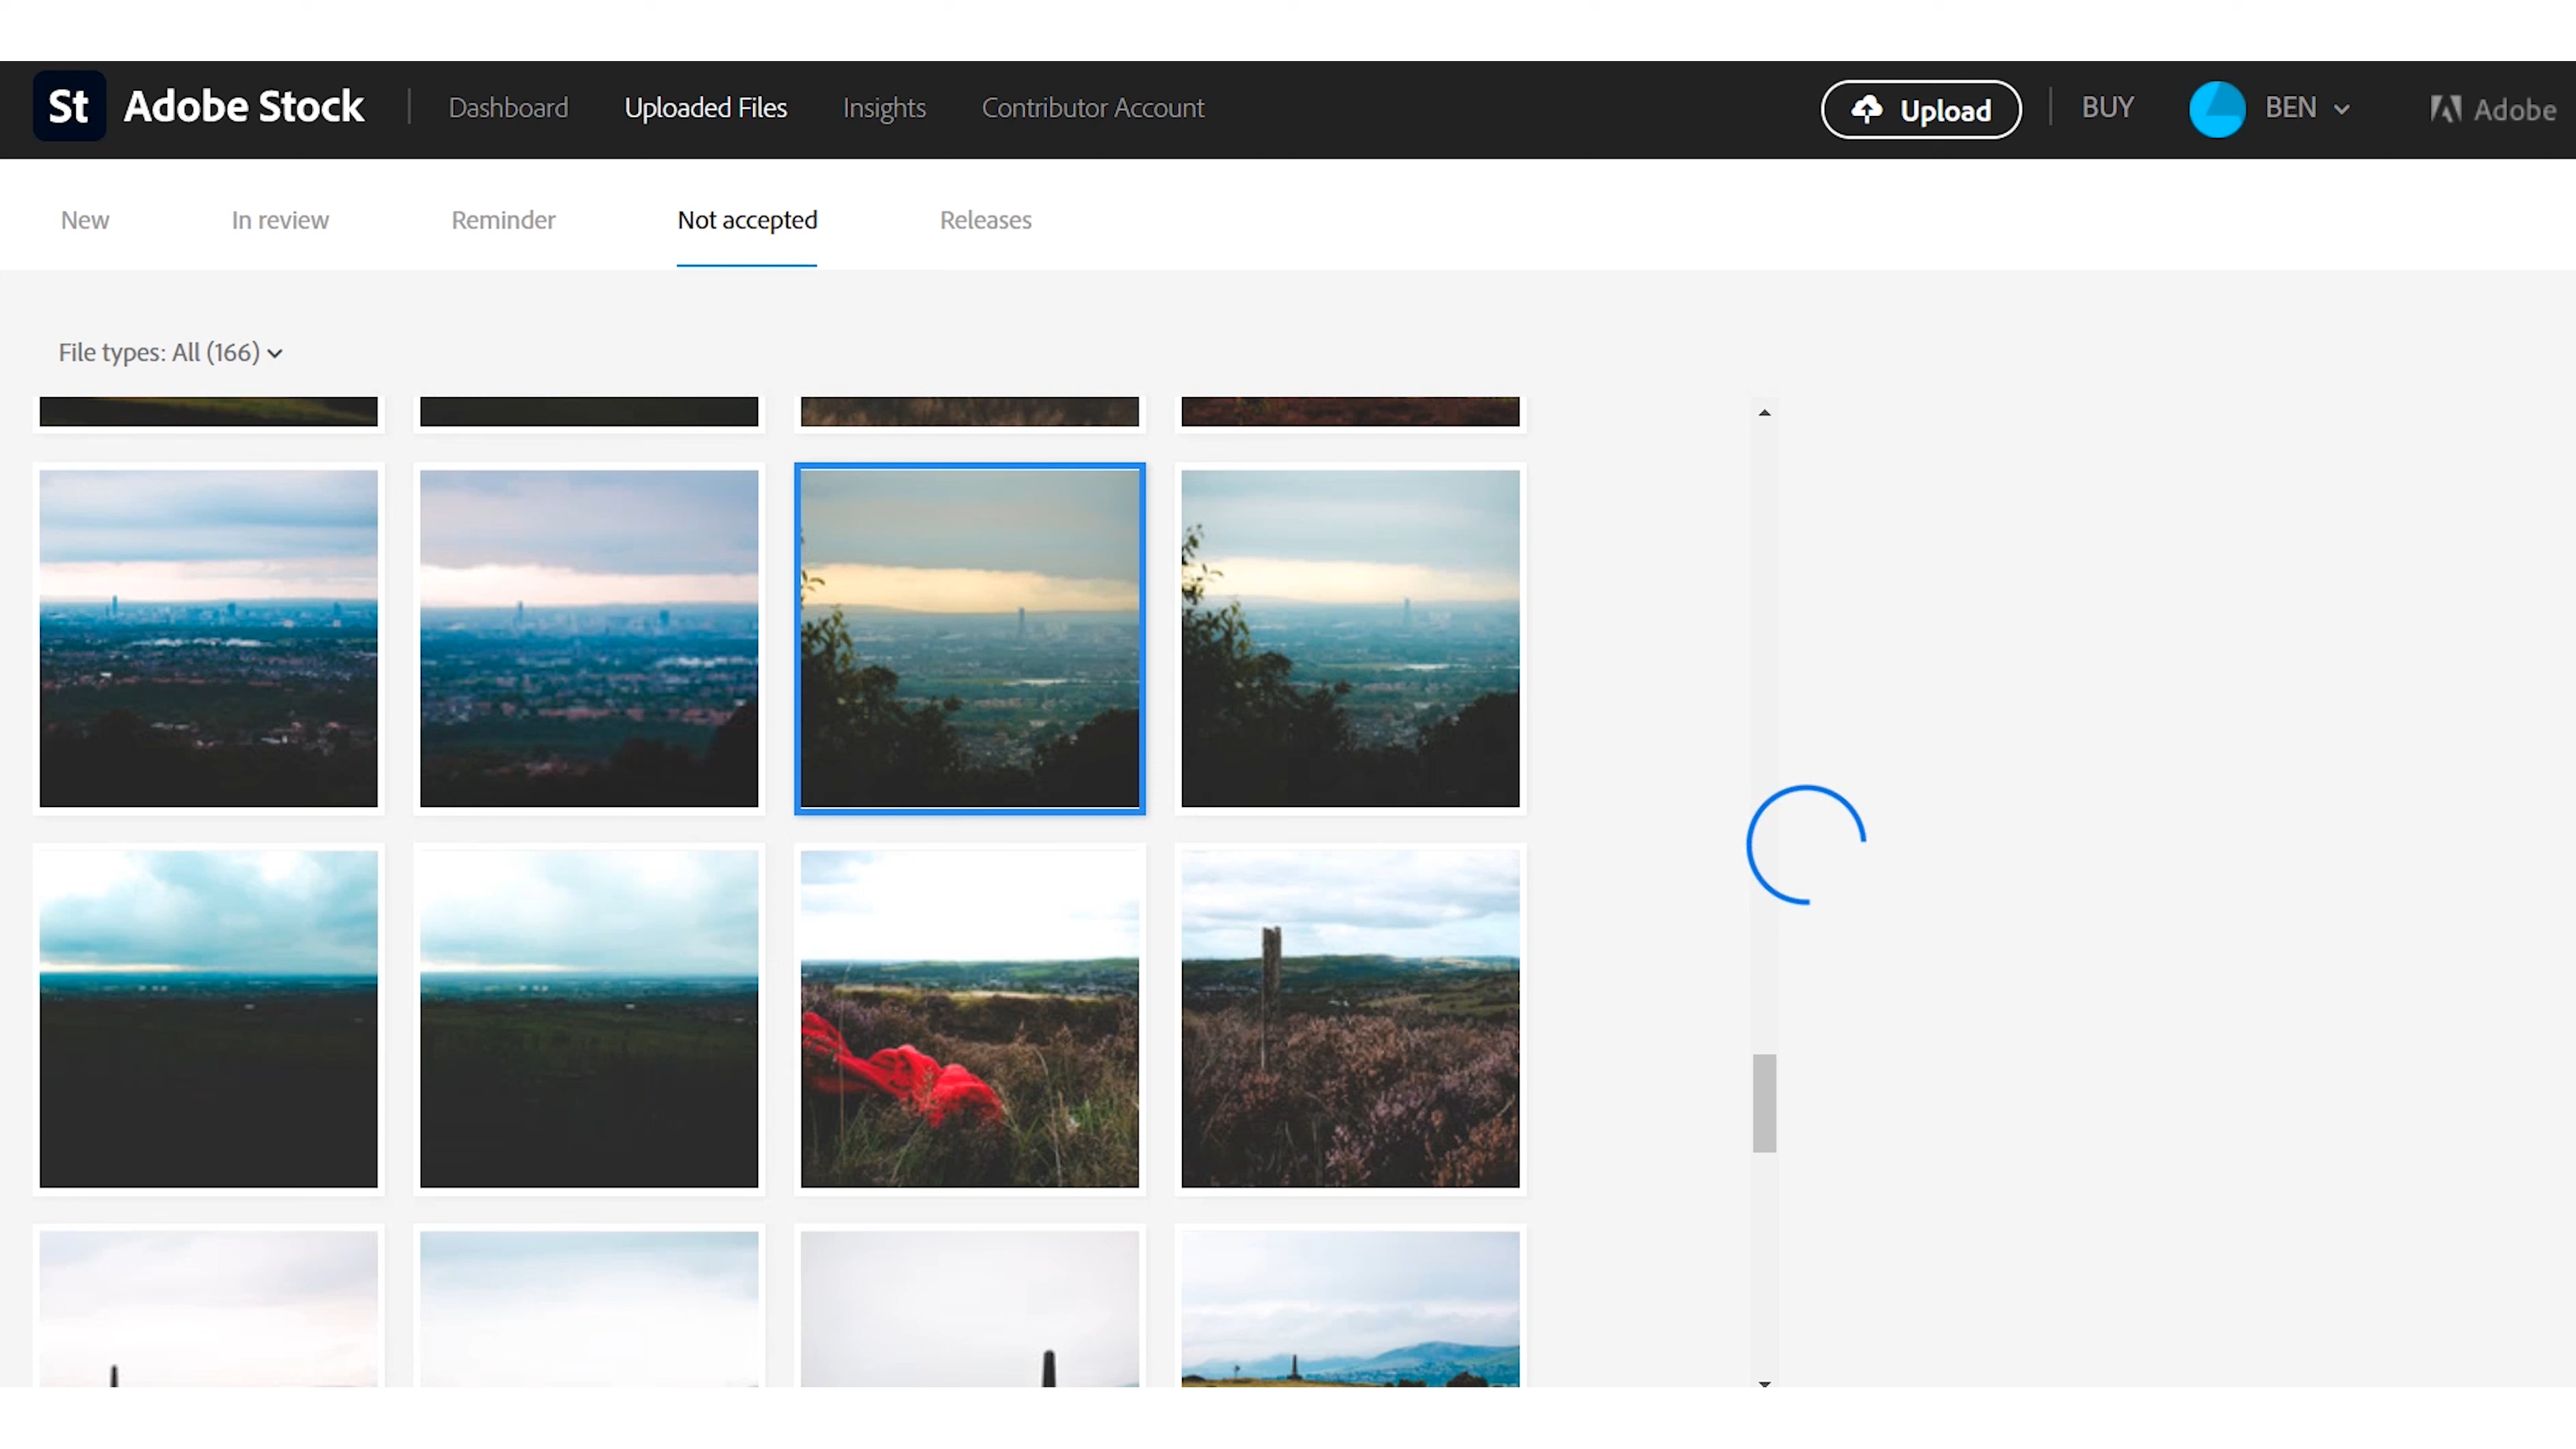 St Adobe Stock Dashboard Uploaded Files Insights Contributor Account Upload BUY BEN Adobe
New In review Reminder Not accepted Releases
File types: All (166)